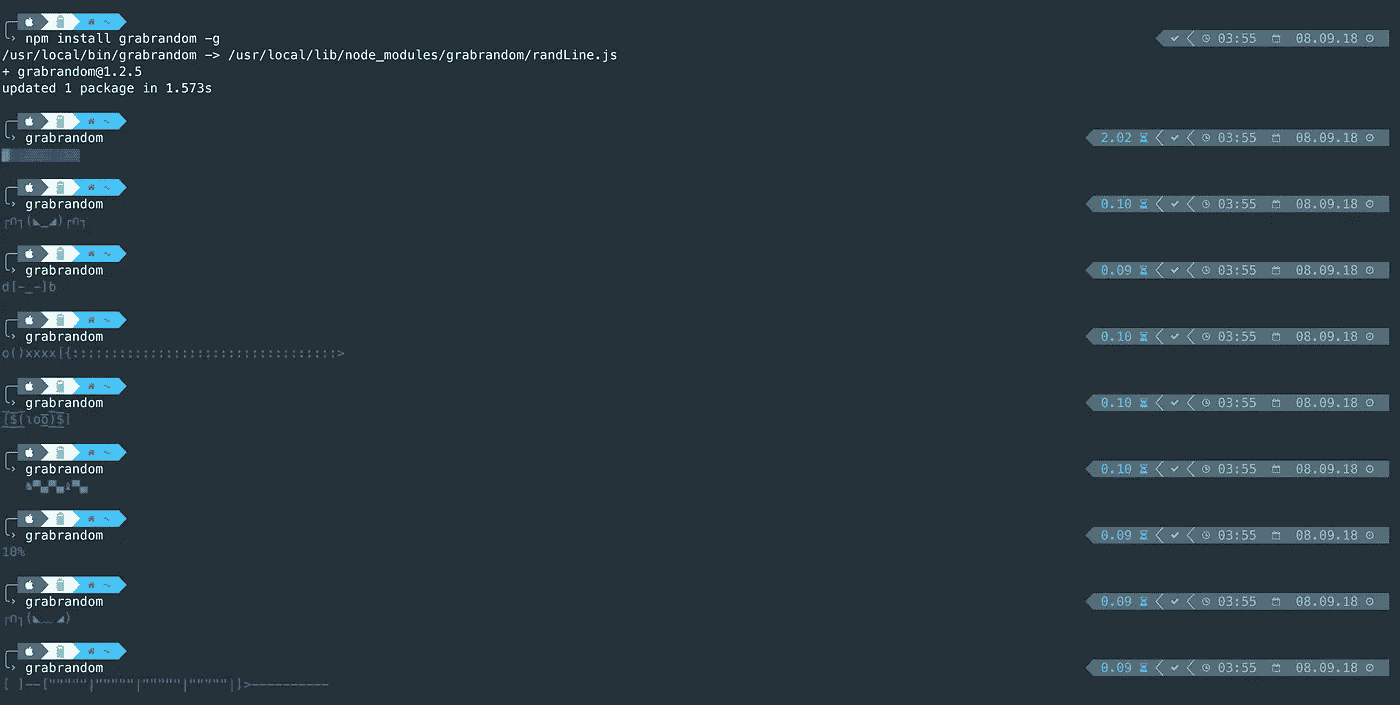 npm install grabrandom -g
03:55 08.09.18
/usr/local/bin/grabrandom -> /usr/local/lib/node_modules/grabrandom/randLine.js
+ grabrandom@1.2.5
updated 1 package in 1.573s
~
grabrandom
2.02 03:55 08.09.18
~
grabrandom
0.10 03:55 08.09.18
┌∩┐(◣_◢)┌∩┐
~
grabrandom
0.09 03:55 08.09.18
d[-_-]b
~
grabrandom
0.10 03:55 08.09.18
~
grabrandom
0.10 03:55 08.09.18
~
grabrandom
0.10 03:55 08.09.18
~
grabrandom
0.09 03:55 08.09.18
10%
~
grabrandom
0.09 03:55 08.09.18
~
grabrandom
0.09 03:55 08.09.18